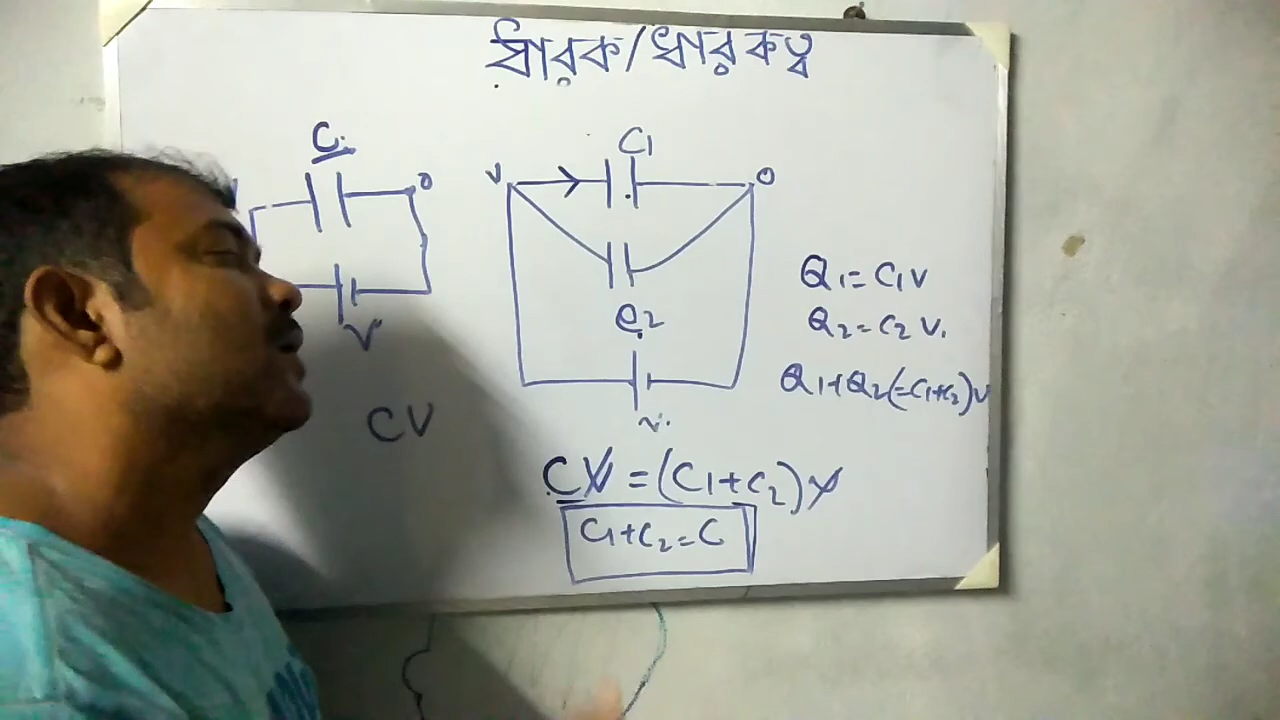 ধারক/ধারকত্ব
C
O
V
CV
C1
V
O
C2
V
Q1=C1V
Q2=C2V
Q1+Q2(=C1+C2)V
CV=(C1+C2)V
C1+C2=C